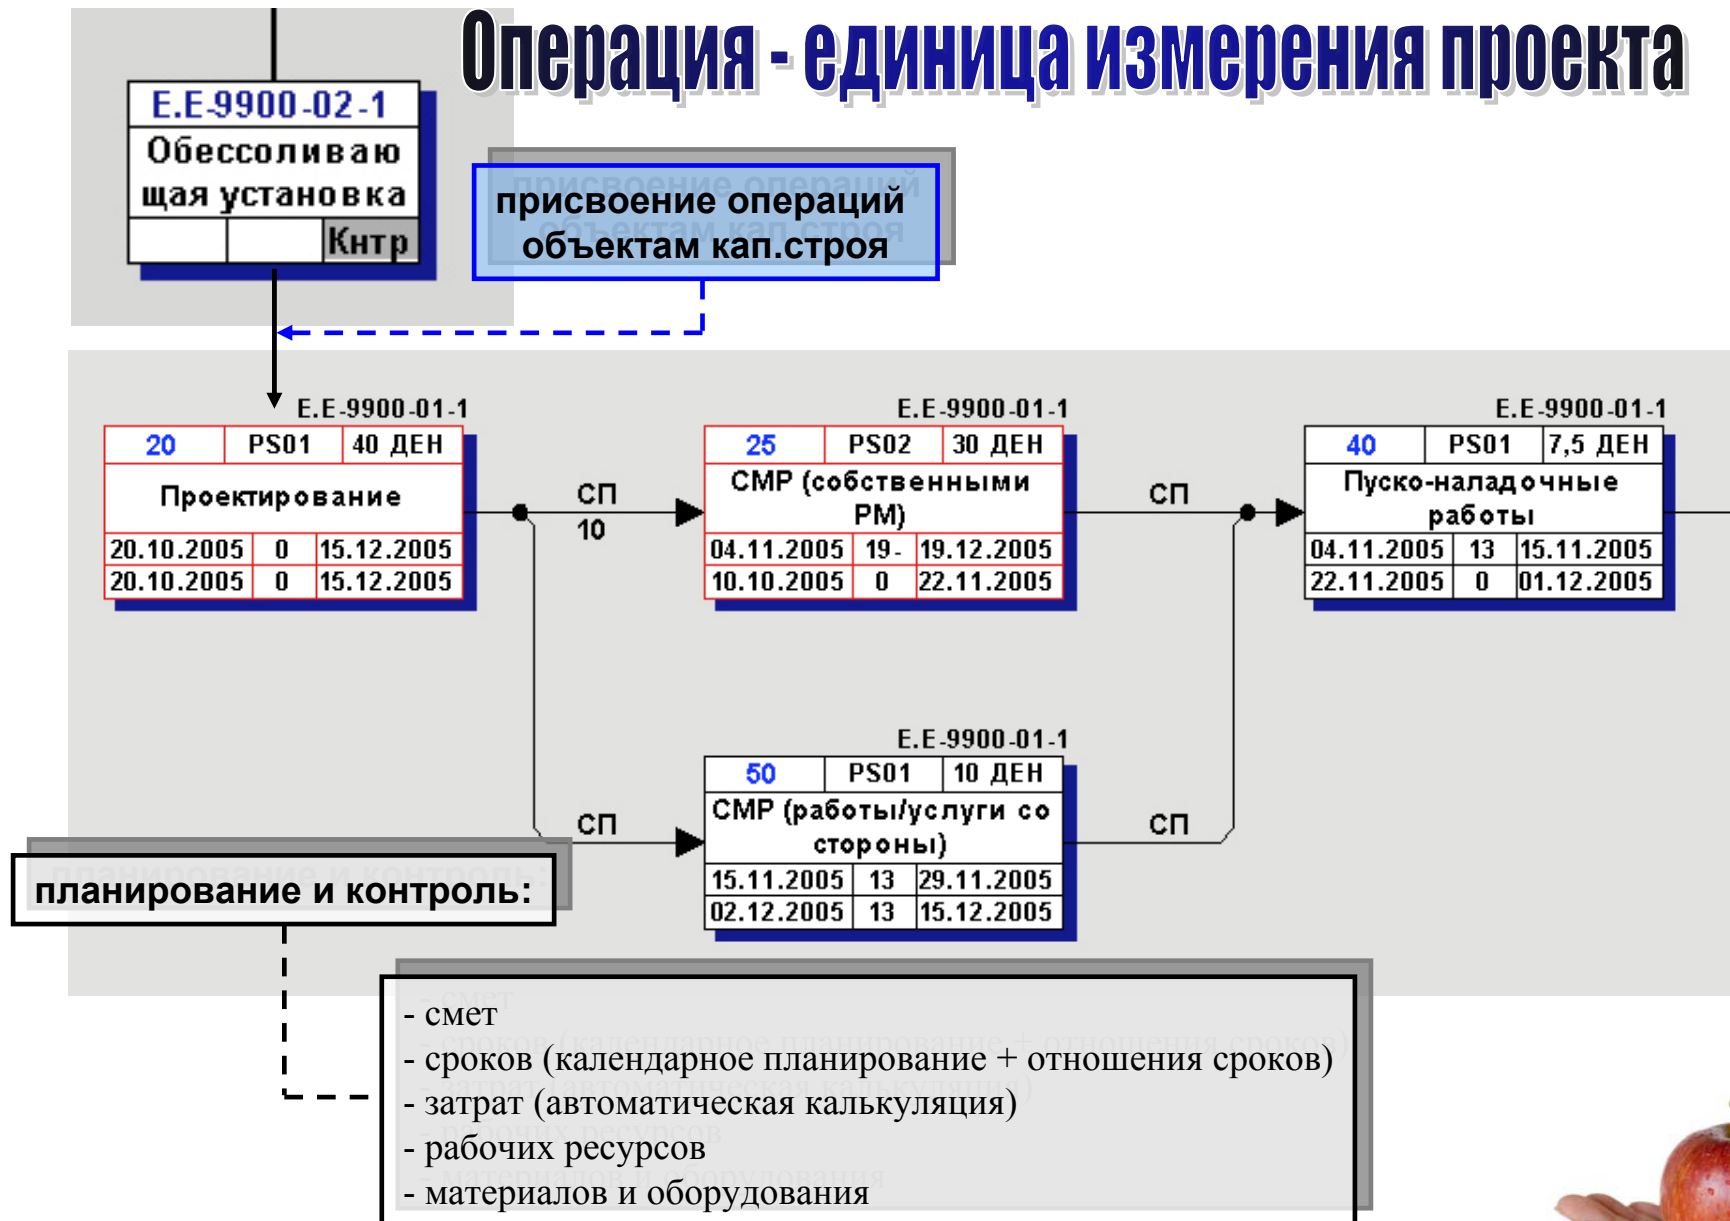 Операция - единица измерения проекта
E.E-9900-02-1
Обессоливаю
щая установка
Кнтр
присвоение операций
объектам кап.строя
E.E-9900-01-1
20 PS01 40 ДЕН
Проектирование
20.10.2005 0 15.12.2005
20.10.2005 0 15.12.2005
СП
10
E.E-9900-01-1
25 PS02 30 ДЕН
СМР (собственными
РМ)
04.11.2005 19- 19.12.2005
10.10.2005 0 22.11.2005
СП
E.E-9900-01-1
40 PS01 7,5 ДЕН
Пуско-наладочные
работы
04.11.2005 13 15.11.2005
22.11.2005 0 01.12.2005
СП
E.E-9900-01-1
50 PS01 10 ДЕН
СМР (работы/услуги со
стороны)
15.11.2005 13 29.11.2005
02.12.2005 13 15.12.2005
СП
планирование и контроль:
- смет
- сроков (календарное планирование + отношения сроков)
- затрат (автоматическая калькуляция)
- рабочих ресурсов
- материалов и оборудования